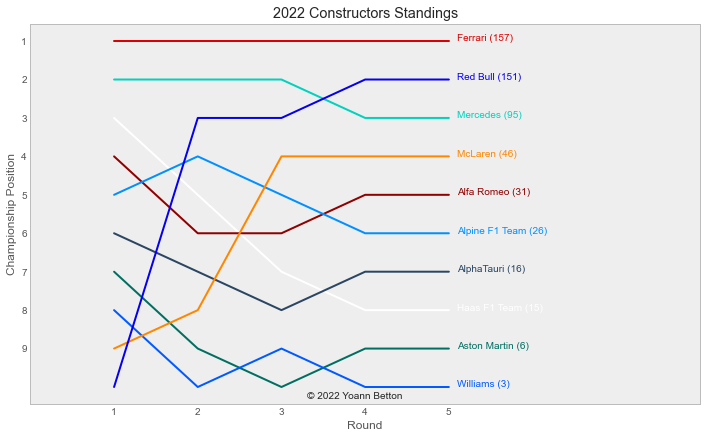 2022 Constructors Standings
1
2
3
4
5
6
7
8
9
Championship Position
Ferrari (157)
Red Bull (151)
Mercedes (95)
McLaren (46)
Alfa Romeo (31)
Alpine F1 Team (26)
AlphaTauri (16)
Haas F1 Team (15)
Aston Martin (6)
Williams (3)
© 2022 Yoann Betton
1 2 3 4 5
Round